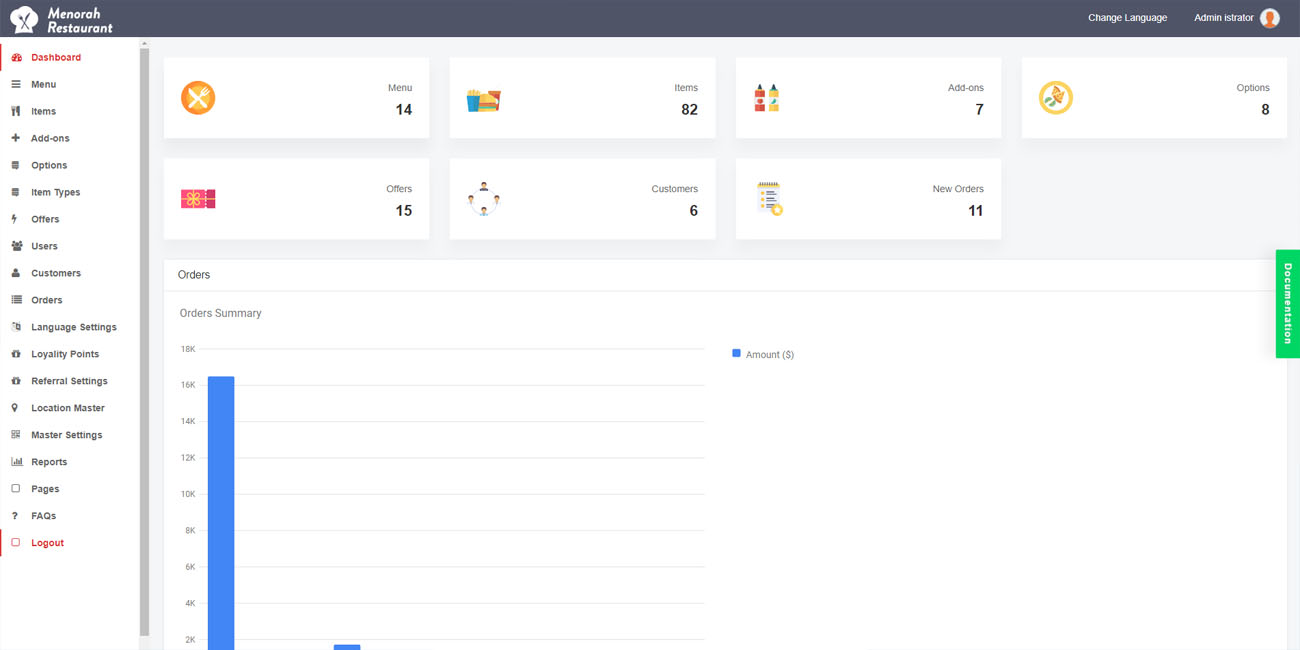 Menorah
Restaurant
Change Language
Admin istrator
Dashboard
Menu
Items
Add-ons
Options
Item Types
Offers
Users
Customers
Orders
Language Settings
Loyality Points
Referral Settings
Location Master
Master Settings
Reports
Pages
FAQs
Logout
Menu
14
Items
82
Add-ons
7
Options
8
Offers
15
Customers
6
New Orders
11
Orders
Orders Summary
18K
16K
14K
12K
10K
8K
6K
4K
2K
Amount ($)
Documentation